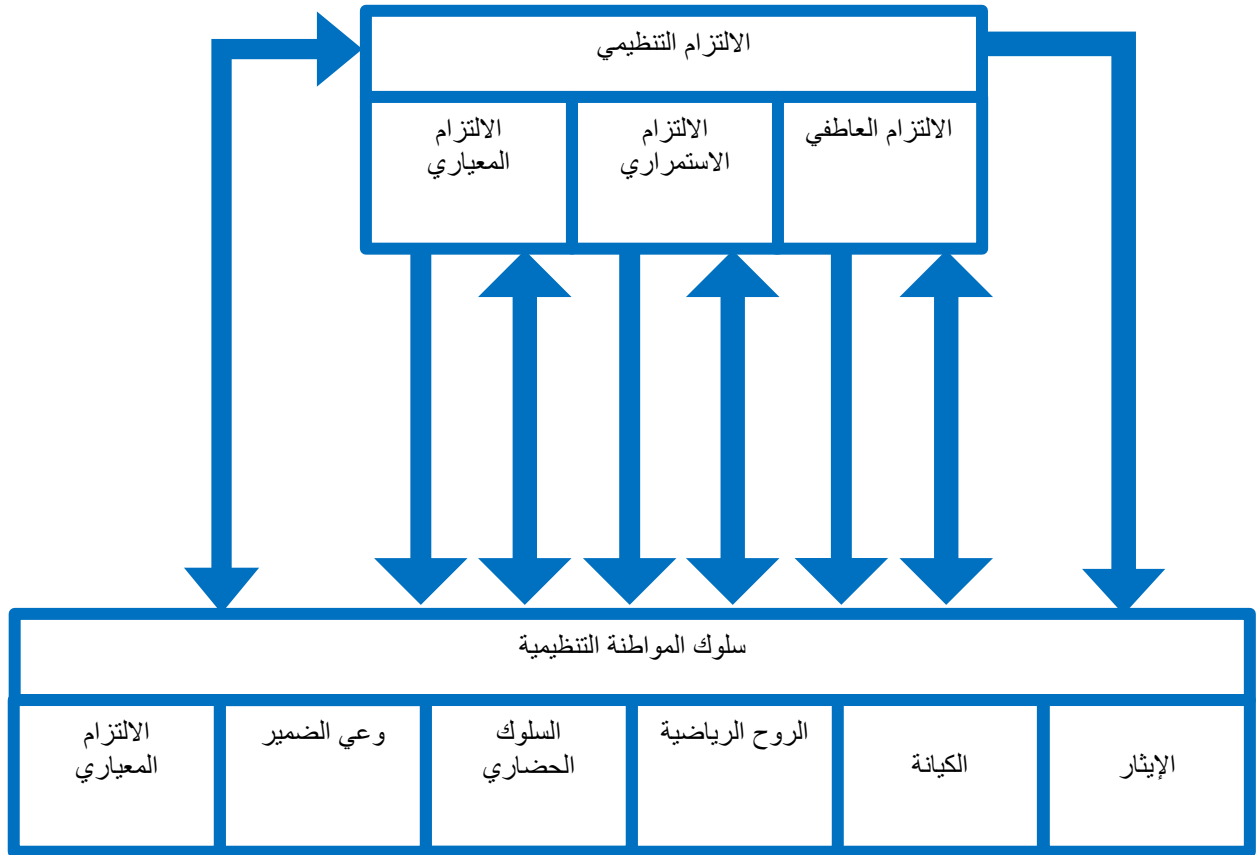 الالتزام التنظيمي
الالتزام العاطفي
الالتزام
الاستمراري
الالتزام
المعياري
سلوك المواطنة التنظيمية
الإيثار
الكيانة
الروح الرياضية
السلوك
الحضاري
وعي الضمير
الالتزام
المعياري